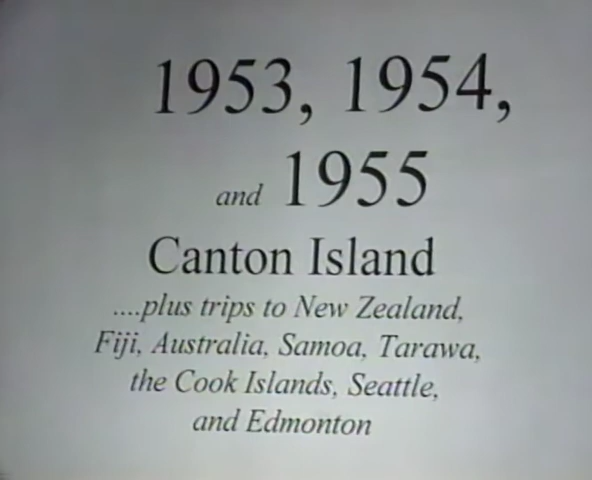 1953, 1954,
and 1955
Canton Island
....plus trips to New Zealand,
Fiji, Australia, Samoa, Tarawa,
the Cook Islands, Seattle,
and Edmonton